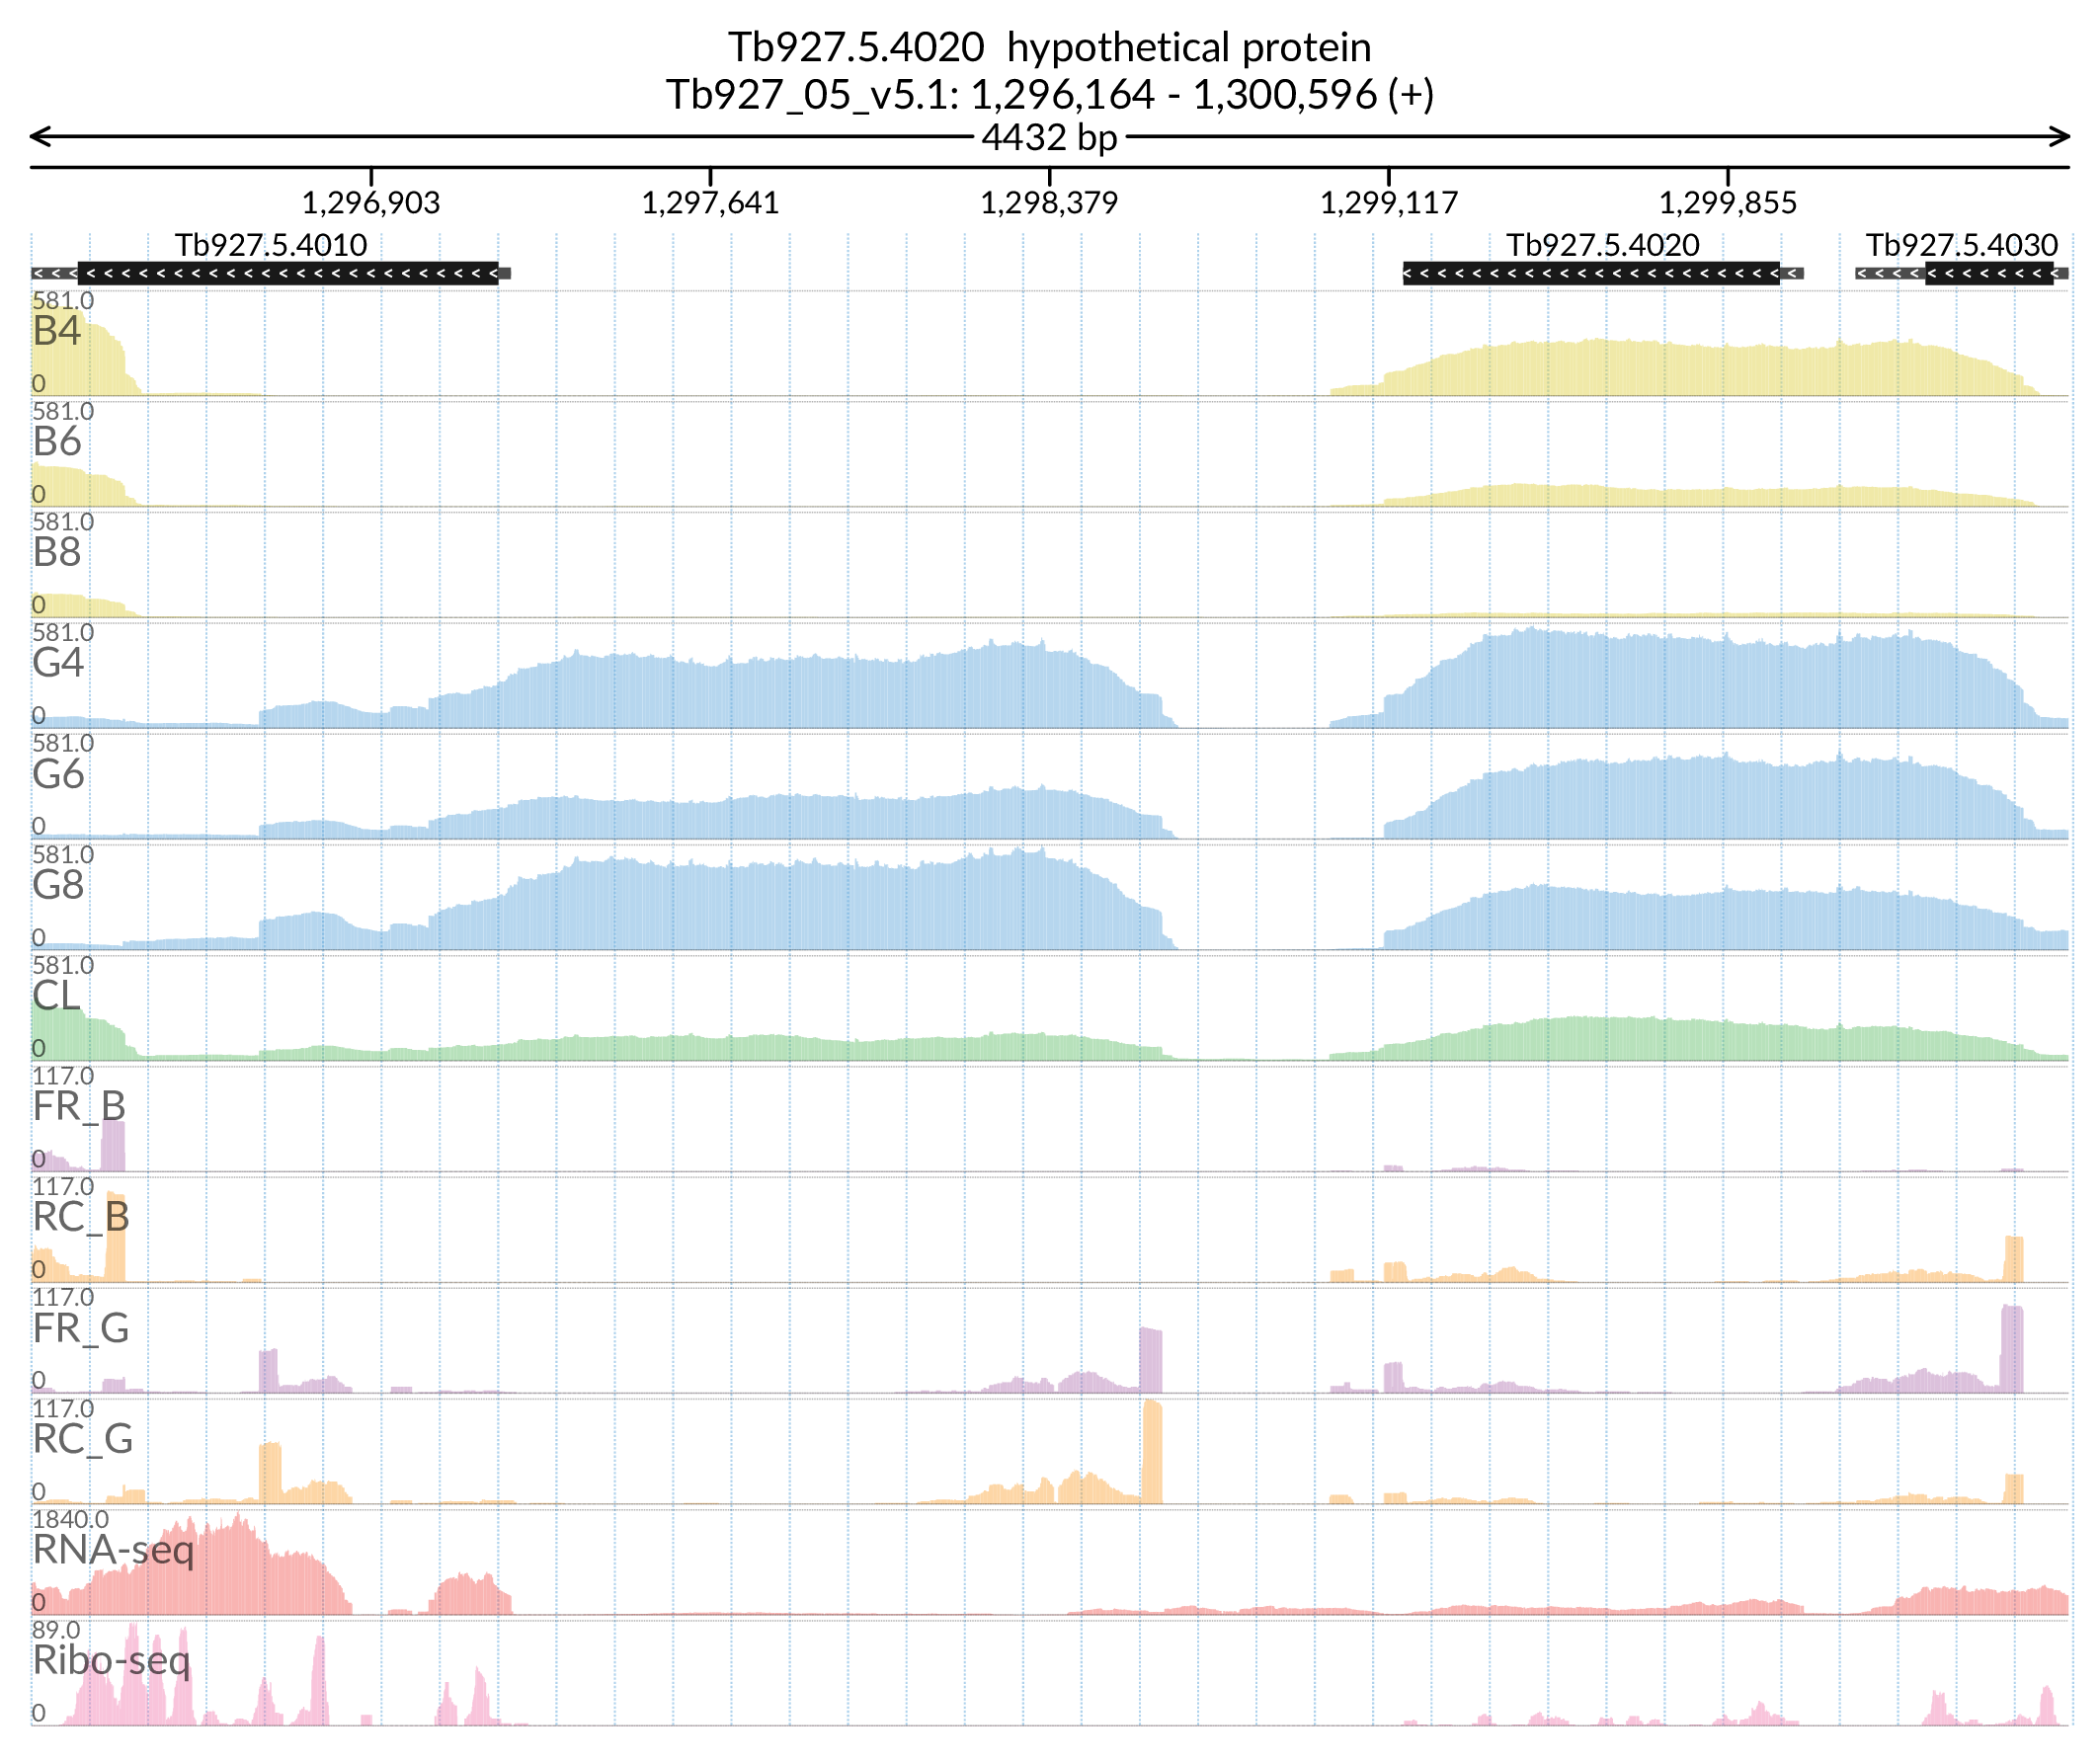 Tb927.5.4020  hypothetical protein
Tb927_05_v5.1: 1,296,164 - 1,300,596 (+)
4432 bp
1,296,903 1,297,641 1,298,379 1,299,117 1,299,855
Tb927.5.4010 Tb927.5.4020 Tb927.5.4030
581.0
B4
0
581.0
B6
0
581.0
B8
0
581.0
G4
0
581.0
G6
0
581.0
G8
0
581.0
CL
0
117.0
FR_B
0
117.0
RC_B
0
117.0
FR_G
0
117.0
RC_G
0
1840.0
RNA-seq
0
89.0
Ribo-seq
0